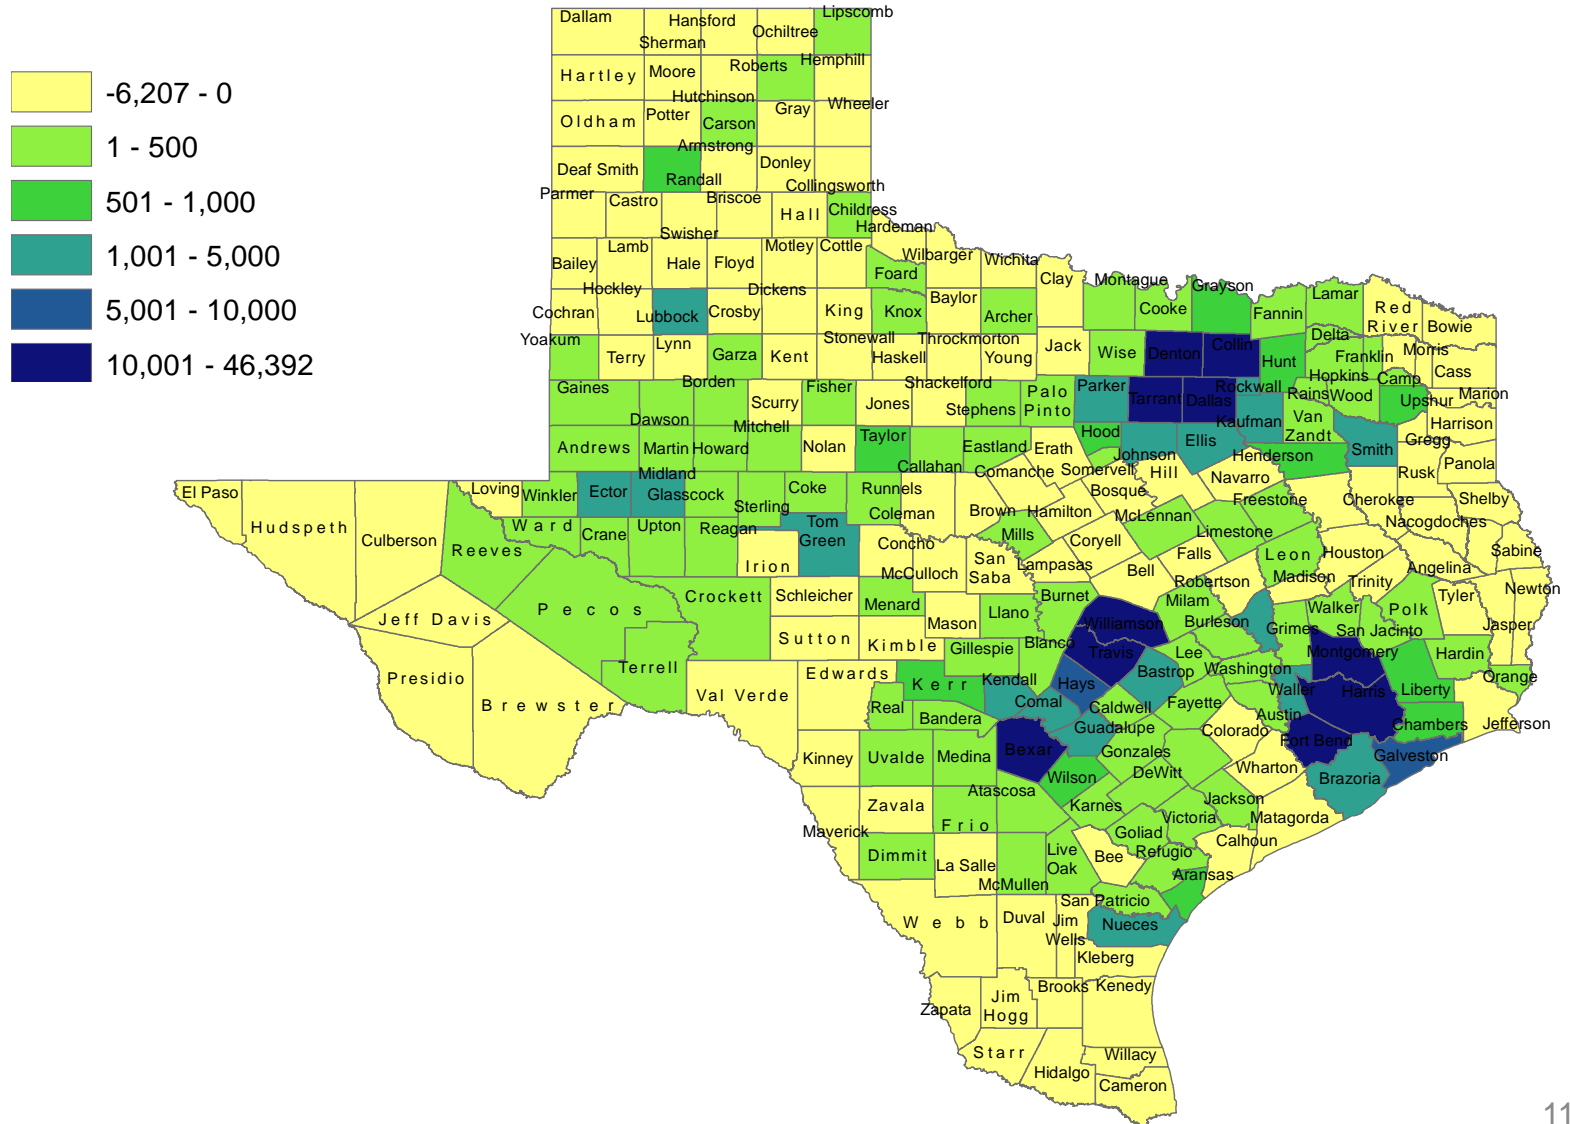 -6,207 - 0
1 - 500
501 - 1,000
1,001 - 5,000
5,001 - 10,000
10,001 - 46,392
Dallam
Hansford
Lipscomb
Sherman
Ochiltree
Hartley
Moore
Roberts
Hemphill
Hutchinson
Oldham
Potter
Carson
Gray
Wheeler
Armstrong
Deaf Smith
Randall
Donley
Collingsworth
Parmer
Castro
Briscoe
Hall
Childress
Swisher
Hardeman
Bailey
Lamb
Hale
Floyd
Motley
Cottle
Wilbarger
Wichita
Foard
Clay
Montague
Grayson
Hockley
Dickens
Cochran
Lubbock
Crosby
King
Knox
Baylor
Archer
Cooke
Fannin
Lamar
Red
River
Bowie
Yoakum
Terry
Lynn
Garza
Kent
Stonewall
Haskell
Throckmorton
Young
Jack
Wise
Denton
Collin
Hunt
Delta
Franklin
Morris
Hopkins
Camp
Cass
Gaines
Borden
Dawson
Scurry
Fisher
Jones
Shackelford
Stephens
Palo
Pinto
Parker
Tarrant
Dallas
Rockwall
Rains
Wood
Upshur
Marion
Mitchell
Kaufman
Van
Zandt
Harrison
Andrews
Martin
Howard
Nolan
Taylor
Callahan
Eastland
Erath
Hood
Johnson
Ellis
Smith
Gregg
Henderson
Rusk
Panola
El Paso
Hudspeth
Culberson
Loving
Winkler
Ector
Midland
Glasscock
Sterling
Coke
Runnels
Coleman
Comanche
Somervell
Hill
Navarro
Bosque
Freestone
Cherokee
Shelby
Brown
Hamilton
McLennan
Limestone
Nacogdoches
Ward
Crane
Upton
Reagan
Tom
Green
Irion
Concho
McCulloch
San
Saba
Mills
Lampasas
Coryell
Falls
Bell
Robertson
Leon
Houston
Sabine
Angelina
Madison
Trinity
Reeves
Jeff Davis
Pecos
Crockett
Schleicher
Menard
Mason
Llano
Burnet
Williamson
Milam
Burleson
Grimes
Walker
San Jacinto
Polk
Tyler
Jasper
Newton
Sutton
Kimble
Gillespie
Blanco
Travis
Lee
Washington
Montgomery
Hardin
Presidio
Brewster
Terrell
Val Verde
Edwards
Kerr
Kendall
Hays
Bastrop
Fayette
Waller
Harris
Liberty
Orange
Real
Bandera
Comal
Caldwell
Guadalupe
Austin
Colorado
Chambers
Jefferson
Kinney
Uvalde
Medina
Bexar
Gonzales
Fort Bend
Galveston
Wilson
DeWitt
Wharton
Brazoria
Zavala
Atascosa
Karnes
Jackson
Victoria
Matagorda
Maverick
Frio
Goliad
Calhoun
Dimmit
La Salle
Live
Oak
Bee
Refugio
Aransas
McMullen
Webb
Duval
San Patricio
Jim
Wells
Nueces
Kleberg
Zapata
Jim
Hogg
Brooks
Kenedy
Starr
Willacy
Hidalgo
Cameron
11